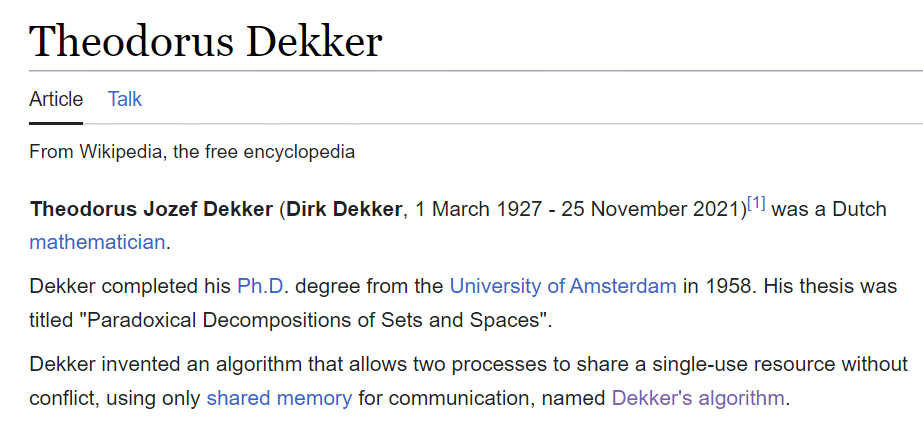 Theodorus Dekker
Article Talk
From Wikipedia, the free encyclopedia
Theodorus Jozef Dekker (Dirk Dekker, 1 March 1927 - 25 November 2021)[1] was a Dutch
mathematician.
Dekker completed his Ph.D. degree from the University of Amsterdam in 1958. His thesis was
titled "Paradoxical Decompositions of Sets and Spaces".
Dekker invented an algorithm that allows two processes to share a single-use resource without
conflict, using only shared memory for communication, named Dekker's algorithm.